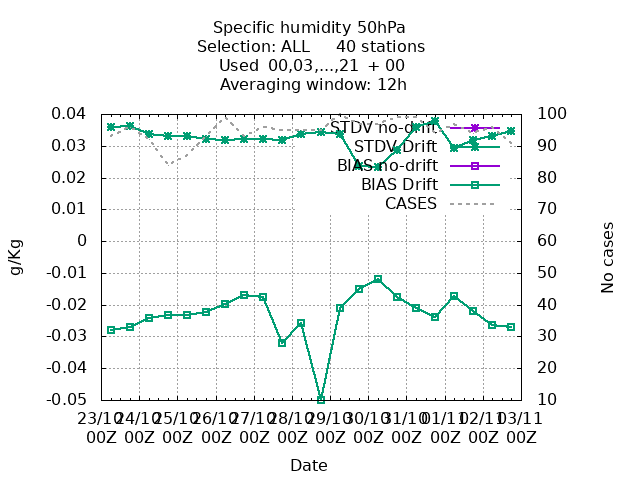 Specific humidity 50hPa
Selection: ALL 40 stations
Used 00,03,...,21 + 00
Averaging window: 12h
0.04
0.03
0.02
0.01
0
-0.01
-0.02
-0.03
-0.04
-0.05
g/Kg
100
90
80
70
60
50
40
30
20
10
No cases
STDV no-drift
STDV Drift
BIAS no-drift
BIAS Drift
CASES
23/10 24/10 25/10 26/10 27/10 28/10 29/10 30/10 31/10 01/11 02/11 03/11
00Z 00Z 00Z 00Z 00Z 00Z 00Z 00Z 00Z 00Z 00Z 00Z
Date